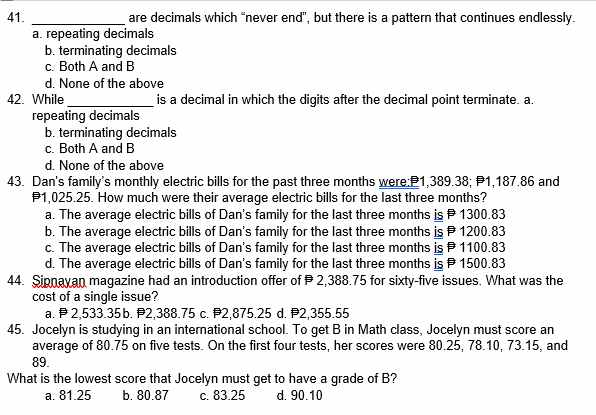 41. _____________ are decimals which “never end”, but there is a pattern that continues endlessly.
a. repeating decimals
b. terminating decimals
c. Both A and B
d. None of the above
42. While ____________ is a decimal in which the digits after the decimal point terminate. a.
repeating decimals
b. terminating decimals
c. Both A and B
d. None of the above
43. Dan’s family’s monthly electric bills for the past three months were:₱1,389.38; ₱1,187.86 and
₱1,025.25. How much were their average electric bills for the last three months?
a. The average electric bills of Dan’s family for the last three months is ₱ 1300.83
b. The average electric bills of Dan’s family for the last three months is ₱ 1200.83
c. The average electric bills of Dan’s family for the last three months is ₱ 1100.83
d. The average electric bills of Dan’s family for the last three months is ₱ 1500.83
44. Sipnayan magazine had an introduction offer of ₱ 2,388.75 for sixty-five issues. What was the
cost of a single issue?
a. ₱ 2,533.35 b. ₱2,388.75 c. ₱2,875.25 d. ₱2,355.55
45. Jocelyn is studying in an international school. To get B in Math class, Jocelyn must score an
average of 80.75 on five tests. On the first four tests, her scores were 80.25, 78.10, 73.15, and
89.
What is the lowest score that Jocelyn must get to have a grade of B?
a. 81.25 b. 80.87 c. 83.25 d. 90.10